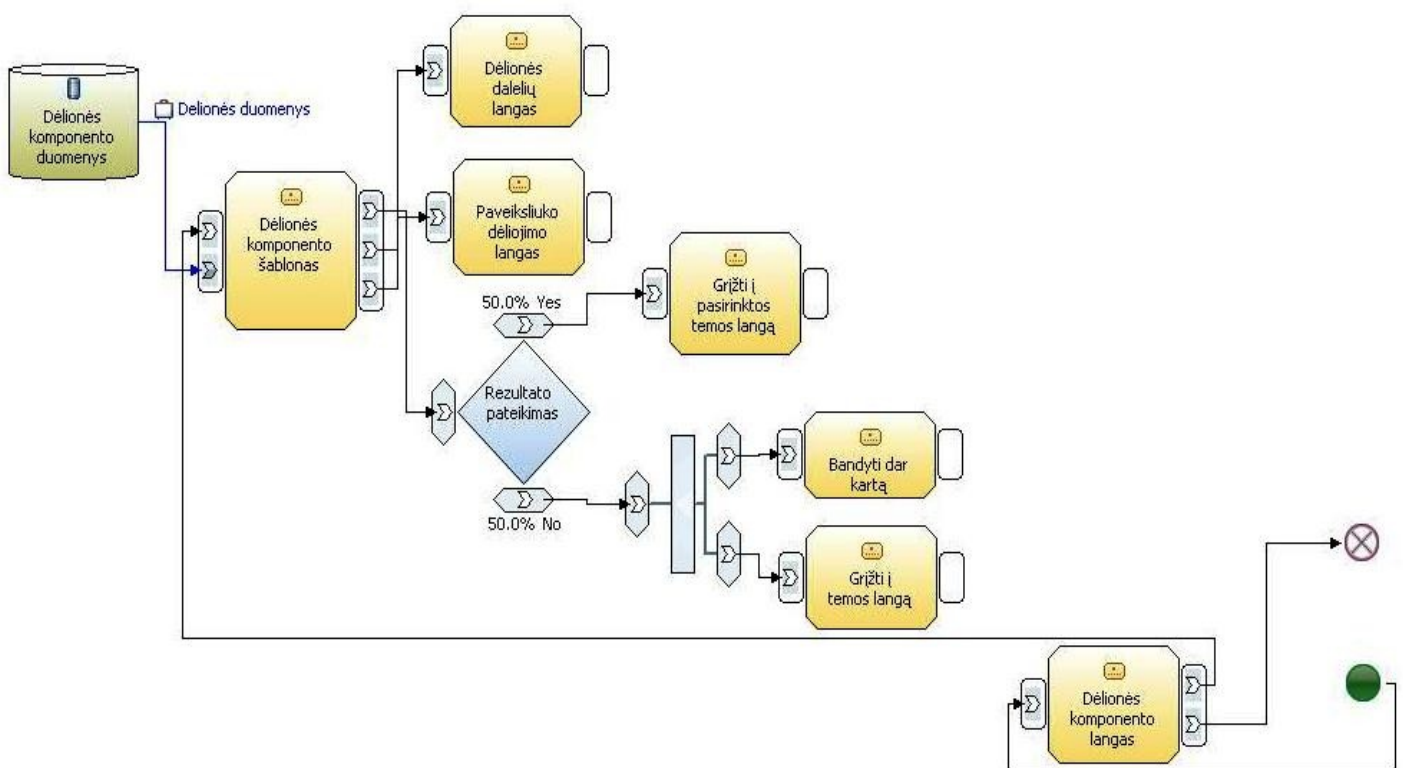 Dėlionės
dalelių
langas
Dėlionės
komponento
duomenys
Delionės duomenys
Dėlionės
komponento
šablonas
Paveiksliuko
dėliojimo
langas
Grįžti į
pasirinktos
temos langą
50.0% Yes
Rezultato
pateikimas
50.0% No
Bandyti dar
kartą
Grįžti į
temos langą
Dėlionės
komponento
langas